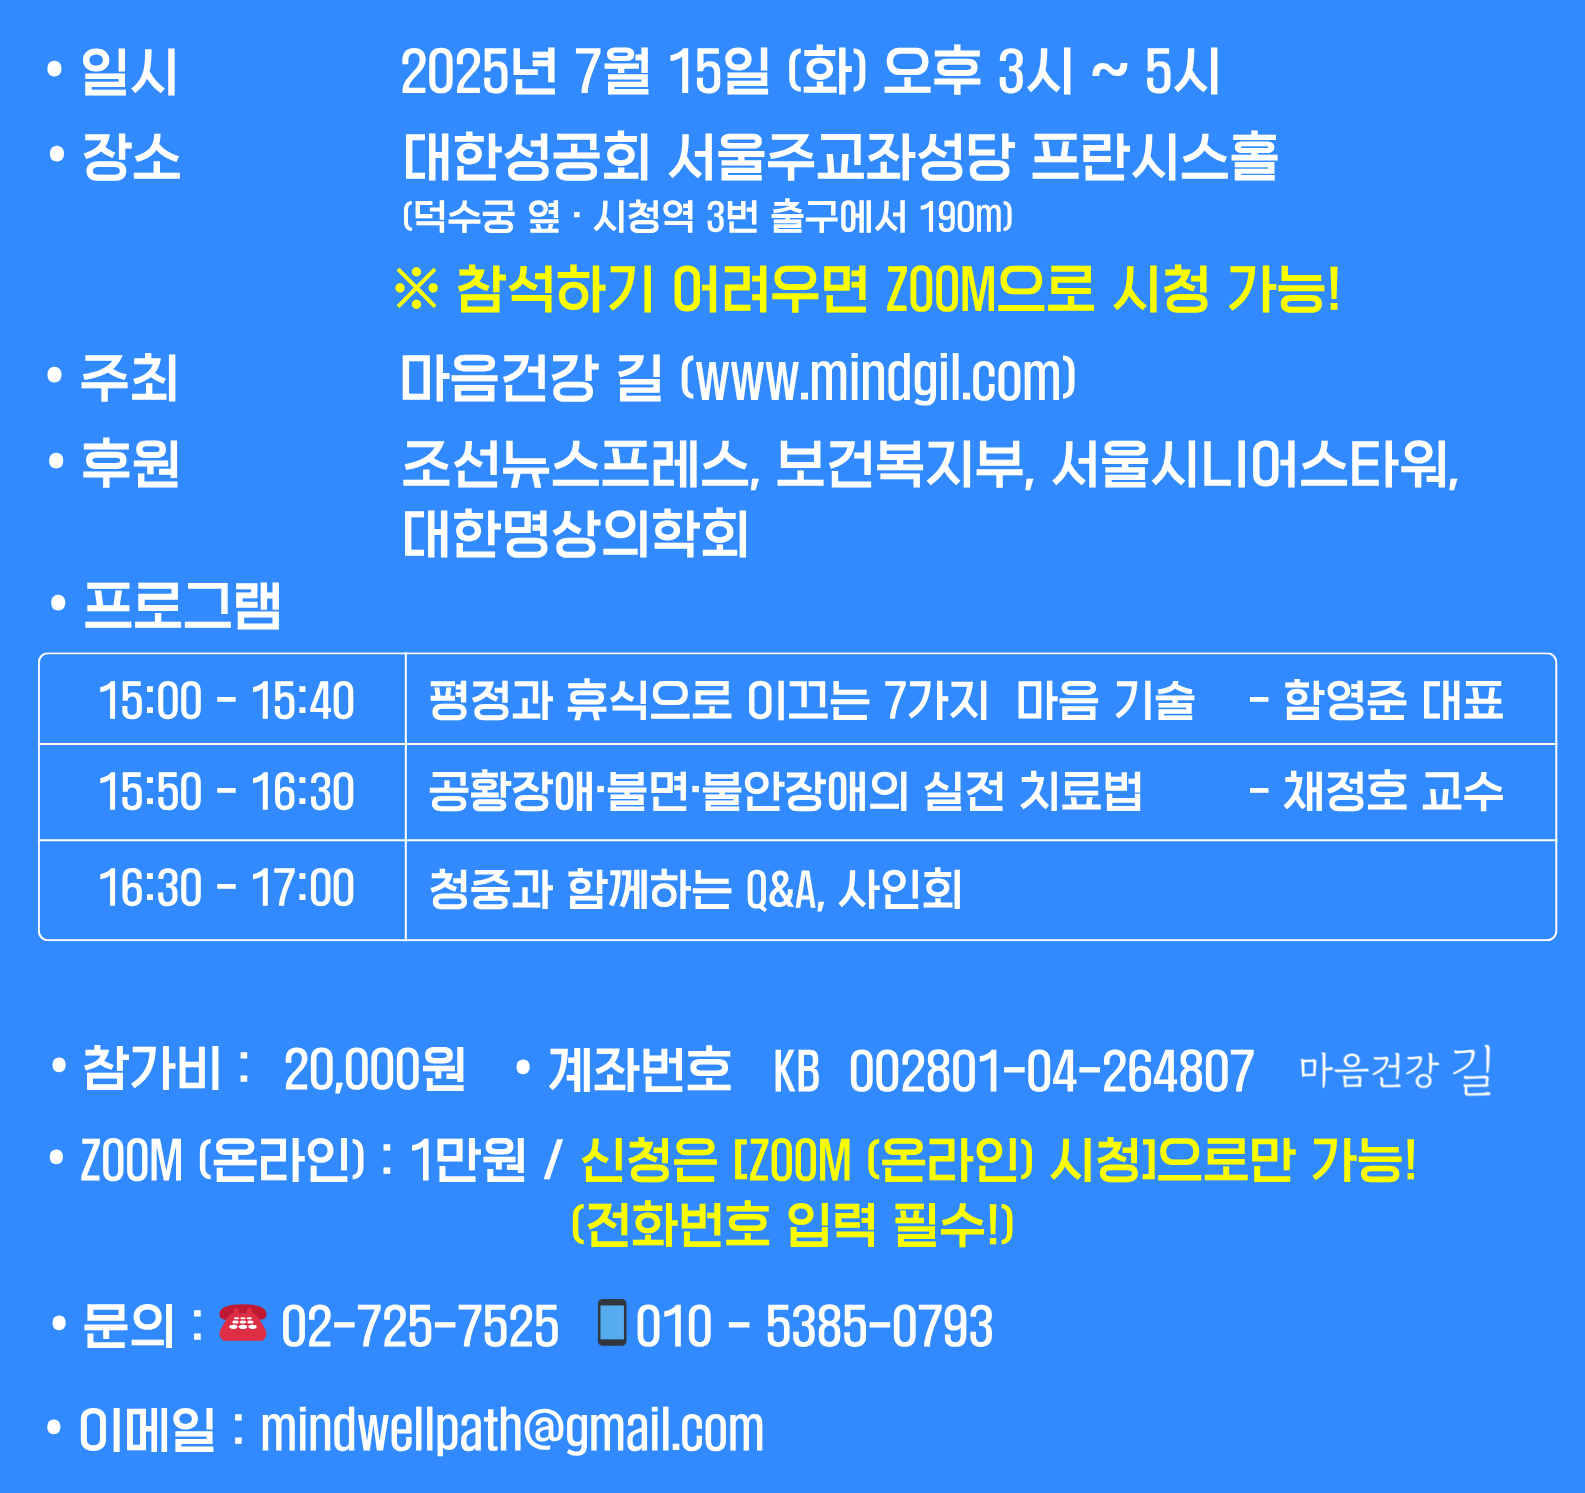 • 일시 2025년 7월 15일 (화) 오후 3시 ~ 5시
• 장소 대한성공회 서울주교좌성당 프란시스홀
(덕수궁 옆 · 시청역 3번 출구에서 190m)
※ 참석하기 어려우면 ZOOM으로 시청 가능!
• 주최 마음건강 길 (www.mindgil.com)
• 후원 조선뉴스프레스, 보건복지부, 서울시니어스타워,
대한명상의학회
• 프로그램
15:00 - 15:40 평정과 휴식으로 이끄는 7가지 마음 기술 - 함영준 대표
15:50 - 16:30 공황장애·불면·불안장애의 실전 치료법 - 채정호 교수
16:30 - 17:00 청중과 함께하는 Q&A, 사인회
• 참가비 : 20,000원 • 계좌번호 KB 002801-04-264807 마음건강 길
• ZOOM (온라인) : 1만원 / 신청은 [ZOOM (온라인) 시청]으로만 가능!
(전화번호 입력 필수!)
• 문의 : ☎ 02-725-7525 📱010 - 5385-0793
• 이메일 : mindwellpath@gmail.com